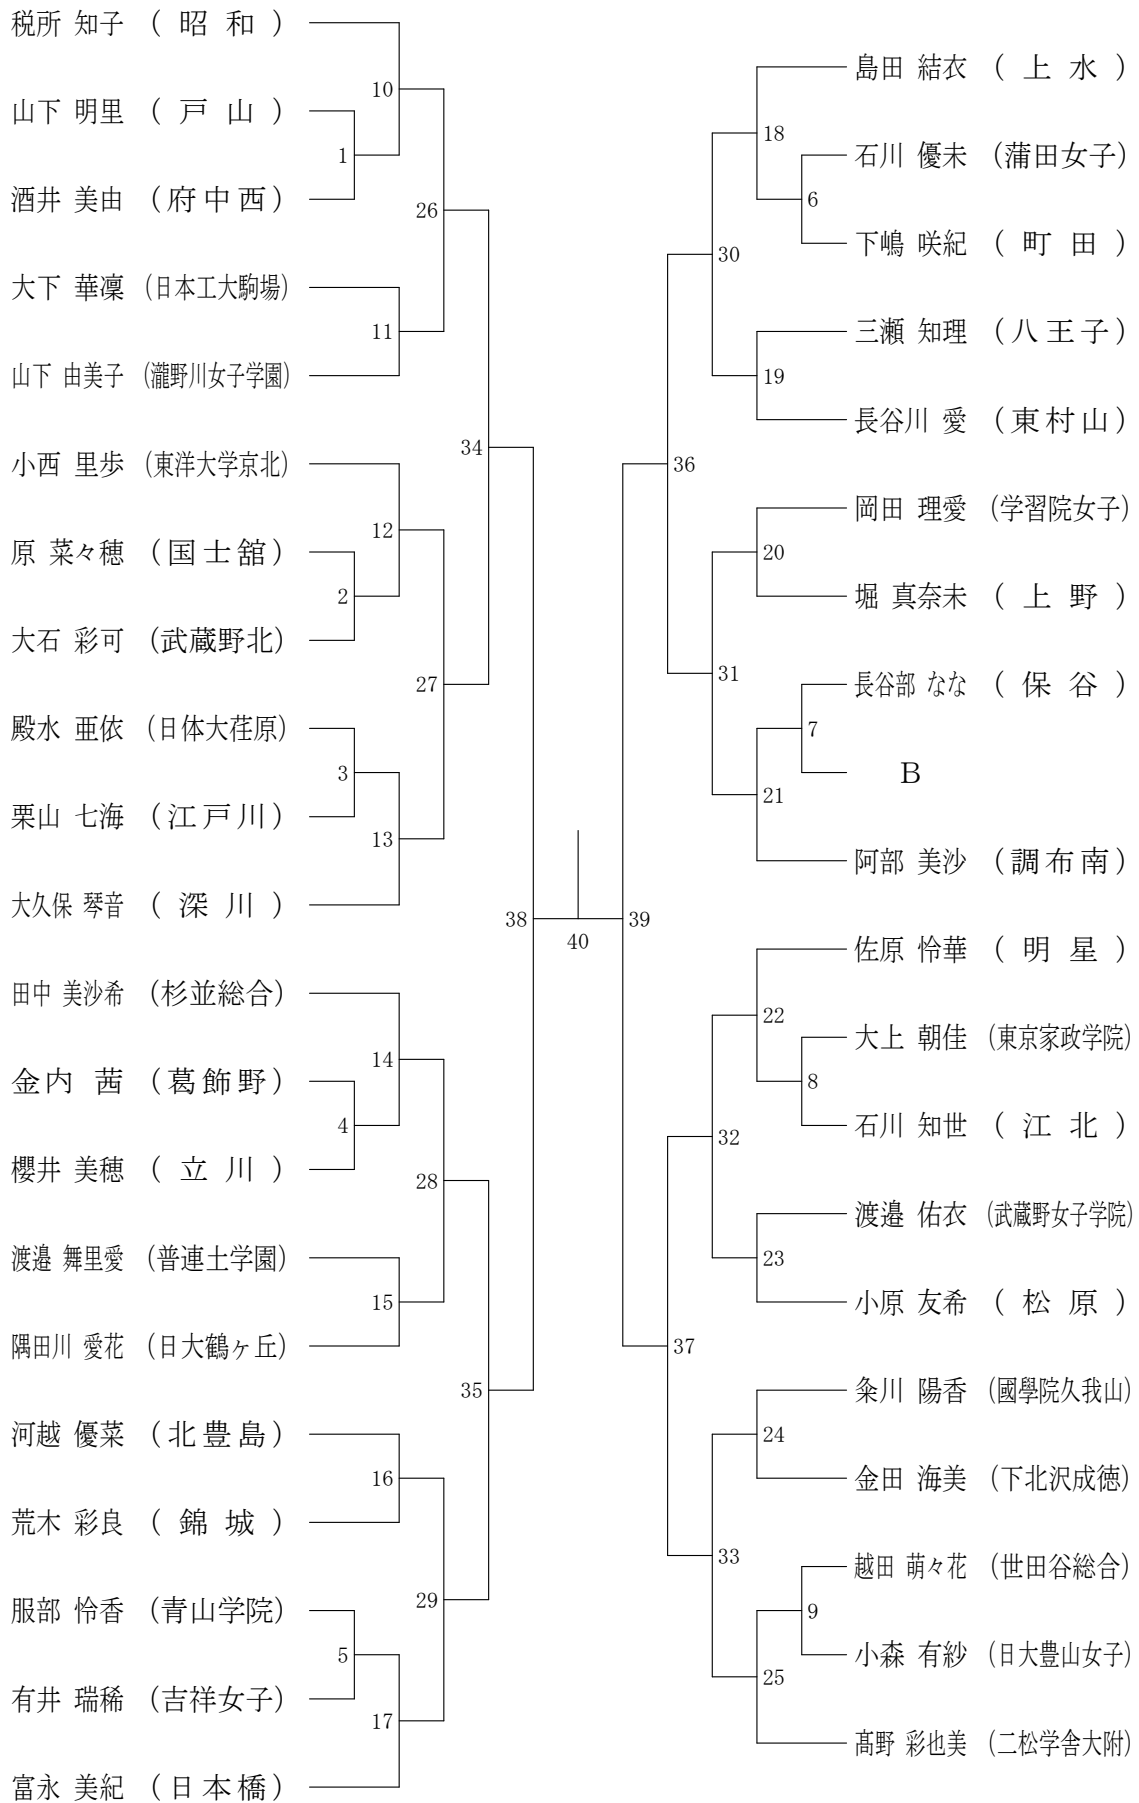 税所 知子 （ 昭 和 ）
山下 明里 （ 戸 山 ）
酒井 美由 （府中西）
大下 華凜 （日本工大駒場）
山下 由美子 （瀧野川女子学園）
小西 里歩 （東洋大学京北）
原 菜々穂 （国士舘）
大石 彩可 （武蔵野北）
殿水 亜依 （日体大荏原）
栗山 七海 （江戸川）
大久保 琴音 （ 深 川 ）
田中 美沙希 （杉並総合）
金内 茜 （葛飾野）
櫻井 美穂 （ 立 川 ）
渡邉 舞里愛 （普連土学園）
隅田川 愛花 （日大鶴ヶ丘）
河越 優菜 （北豊島）
荒木 彩良 （ 錦 城 ）
服部 怜香 （青山学院）
有井 瑞稀 （吉祥女子）
富永 美紀 （日本橋）
1
2
3
4
5
10
11
12
13
14
15
16
17
26
27
28
29
34
35
38
40
39
36
37
30
31
32
33
18
19
20
21
22
23
24
25
6
7
8
9
島田 結衣 （ 上 水 ）
石川 優未 （蒲田女子）
下嶋 咲紀 （ 町 田 ）
三瀬 知理 （八王子）
長谷川 愛 （東村山）
岡田 理愛 （学習院女子）
堀 真奈未 （ 上 野 ）
長谷部 なな （ 保 谷 ）
B
阿部 美沙 （調布南）
佐原 怜華 （ 明 星 ）
大上 朝佳 （東京家政学院）
石川 知世 （ 江 北 ）
渡邉 佑衣 （武蔵野女子学院）
小原 友希 （ 松 原 ）
粂川 陽香 （國學院久我山）
金田 海美 （下北沢成徳）
越田 萌々花 （世田谷総合）
小森 有紗 （日大豊山女子）
髙野 彩也美 （二松学舎大附）